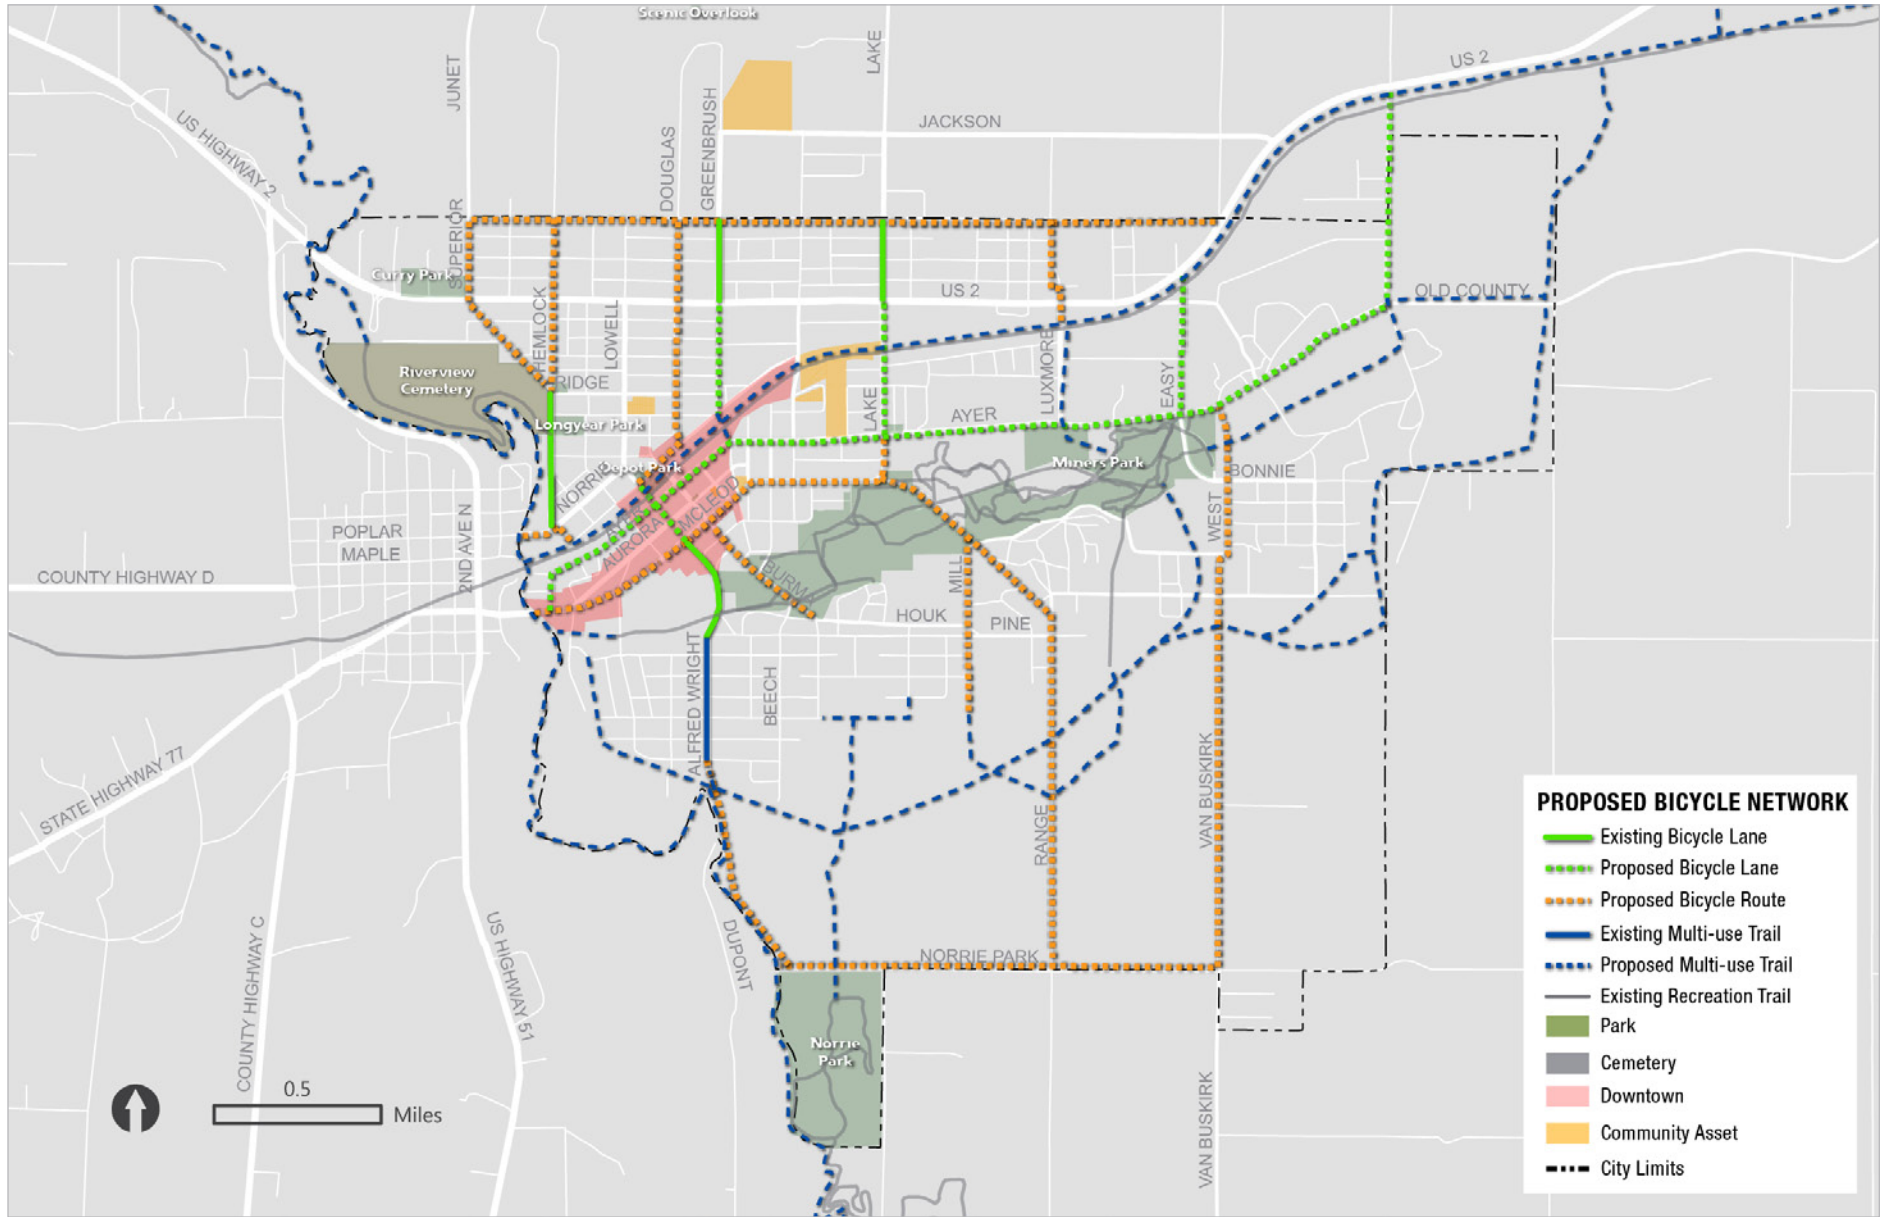 Scenic Overlook
LAKE
US 2
JUNET
US HIGHWAY 2
DOUGLAS
GREENBRUSH
JACKSON
SUPERIOR
Curry Park
US 2
OLD COUNTY
HEMLOCK
LOWELL
Riverview
Cemetery
RIDGE
LUXMORE
EASY
LAKE
AYER
Longyear Park
Depot Park
Miners Park
BONNIE
NORRIE
MCLEOD
AYER
AURORA
WEST
POPLAR
MAPLE
2ND AVE N
COUNTY HIGHWAY D
BURMA
MILL
HOUK
PINE
ALFRED WRIGHT
BEECH
STATE HIGHWAY 77
RANGE
VAN BUSKIRK
COUNTY HIGHWAY C
US HIGHWAY 51
DUPONT
NORRIE PARK
Norrie
Park
VAN BUSKIRK
0.5
Miles
PROPOSED BICYCLE NETWORK
Existing Bicycle Lane
Proposed Bicycle Lane
Proposed Bicycle Route
Existing Multi-use Trail
Proposed Multi-use Trail
Existing Recreation Trail
Park
Cemetery
Downtown
Community Asset
City Limits